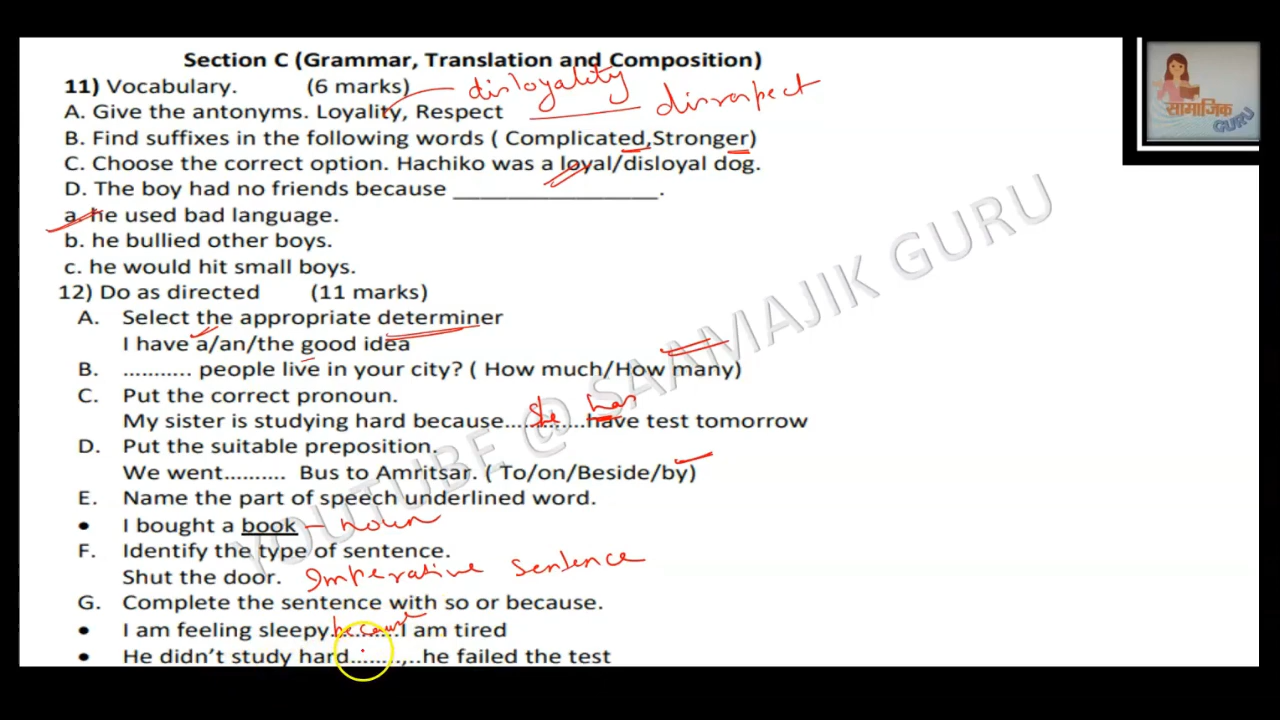 Section C (Grammar, Translation and Composition)
11) Vocabulary. (6 marks) disloyality
A. Give the antonyms. Loyality, Respect disrespect
B. Find suffixes in the following words ( Complicated,Stronger)
C. Choose the correct option. Hachiko was a loyal/disloyal dog.
D. The boy had no friends because ___________________.
a. he used bad language.
b. he bullied other boys.
c. he would hit small boys.
12) Do as directed (11 marks)
A. Select the appropriate determiner
I have a/an/the good idea
B. ........... people live in your city? ( How much/How many)
C. Put the correct pronoun.
She has
My sister is studying hard because..............have test tomorrow
D. Put the suitable preposition.
We went.......... Bus to Amritsar. ( To/on/Beside/by)
E. Name the part of speech underlined word.
• I bought a book – Noun
F. Identify the type of sentence.
Shut the door. Imperative sentence
G. Complete the sentence with so or because.
• I am feeling sleepy...because...I am tired
• He didn't study hard........,..he failed the test
YOUTUBE @ SAAMAJIK GURU
सामाजिक
GURU